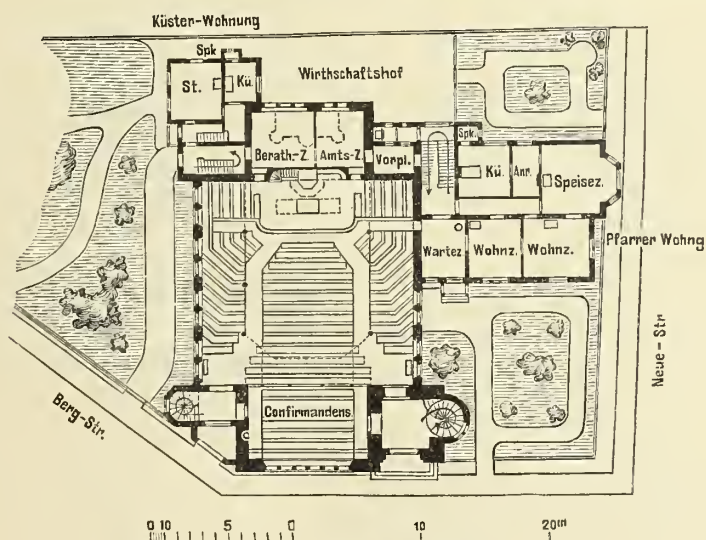 Küster-Wohnung
Spk
Wirthschaftshof
St.
Kü.
Spk.
Berath-Z.
Amts-Z.
Vorpl.
Kü.
Anr.
Speisez.
Pfarrer Wohng
Wartez
Wohnz.
Wohnz.
Neue-Str
Berg-Str.
Confirmandens.
0 10 5 0 10 20m